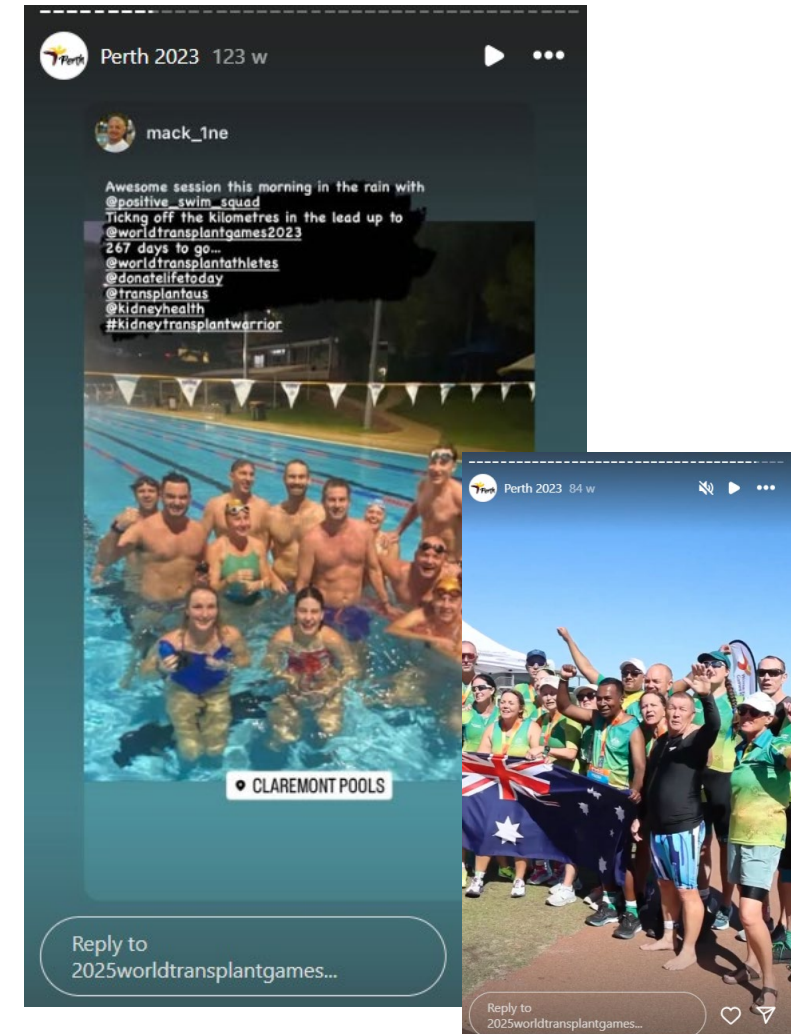 Perth
Perth 2023 123 w
mack_1ne
Awesome session this morning in the rain with
@positive_swim_squad
Tickng off the kilometres in the lead up to
@worldtransplantgames2023
267 days to go...
@worldtransplantathletes
@donatelifetoday
@transplantaus
@kidneyhealth
#kidneytransplantwarrior
CLAREMONT POOLS
Reply to
2025worldtransplantgames...
Perth
Perth 2023 84 w
Reply to
2025worldtransplantgames...